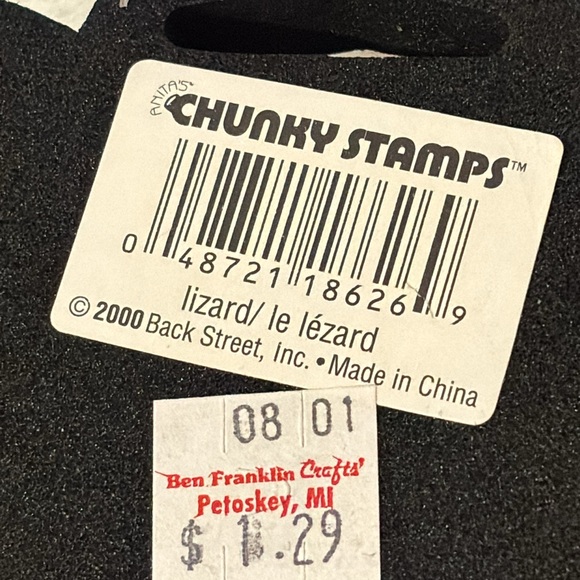 ANITA'S
CHUNKY STAMPS™
0 48721 18626 9
lizard/ le lézard
© 2000 Back Street, Inc. • Made in China
08 01
Ben Franklin Crafts'
Petoskey, MI
$ 1.29